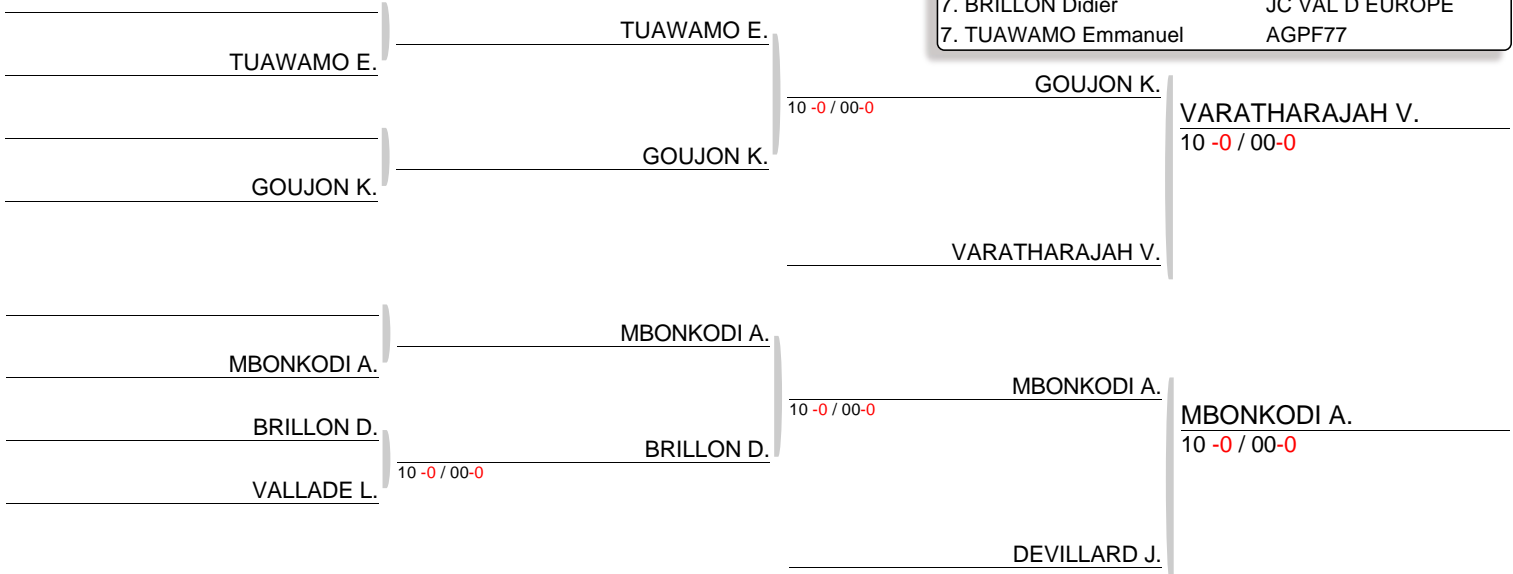 7. BRILLON Didier JC VAL D EUROPE
7. TUAWAMO Emmanuel AGPF77
TUAWAMO E.
TUAWAMO E.
GOUJON K.
10 -0 / 00-0
VARATHARAJAH V.
10 -0 / 00-0
GOUJON K.
GOUJON K.
VARATHARAJAH V.
MBONKODI A.
MBONKODI A.
MBONKODI A.
10 -0 / 00-0
MBONKODI A.
10 -0 / 00-0
BRILLON D.
BRILLON D.
10 -0 / 00-0
VALLADE L.
DEVILLARD J.